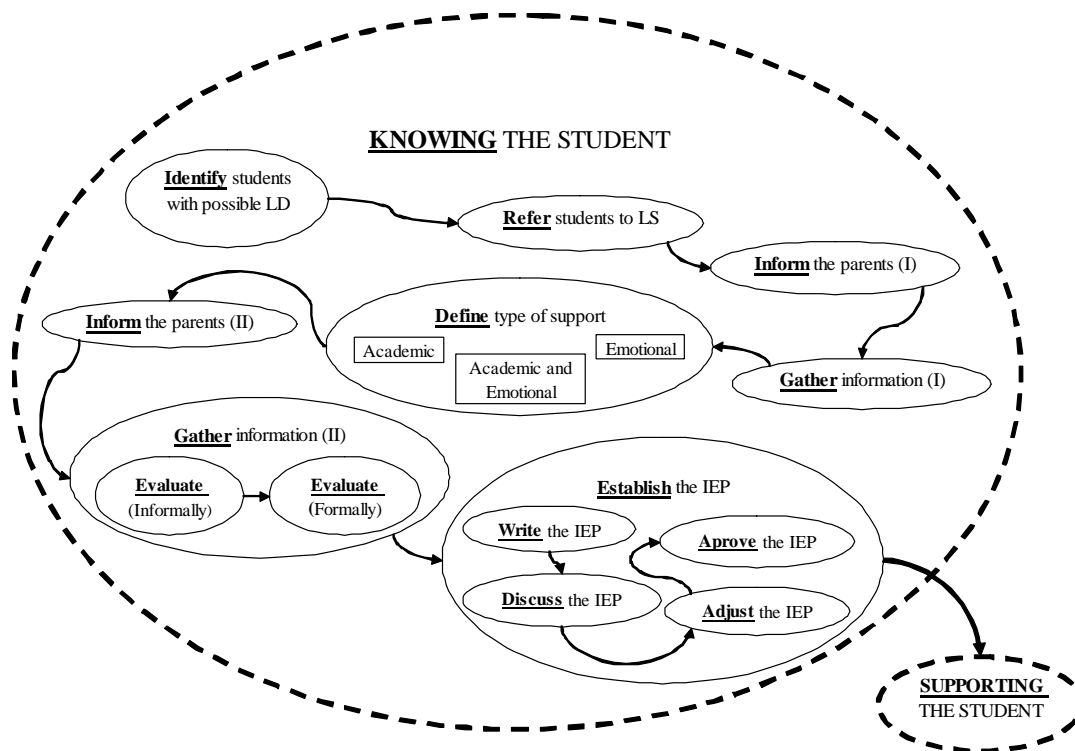 KNOWING THE STUDENT
Identify students
with possible LD
Refer students to LS
Inform the parents (I)
Gather information (I)
Define type of support
Academic
Academic and
Emotional
Emotional
Inform the parents (II)
Gather information (II)
Evaluate
(Informally)
Evaluate
(Formally)
Establish the IEP
Write the IEP
Discuss the IEP
Adjust the IEP
Aprove the IEP
SUPPORTING
THE STUDENT